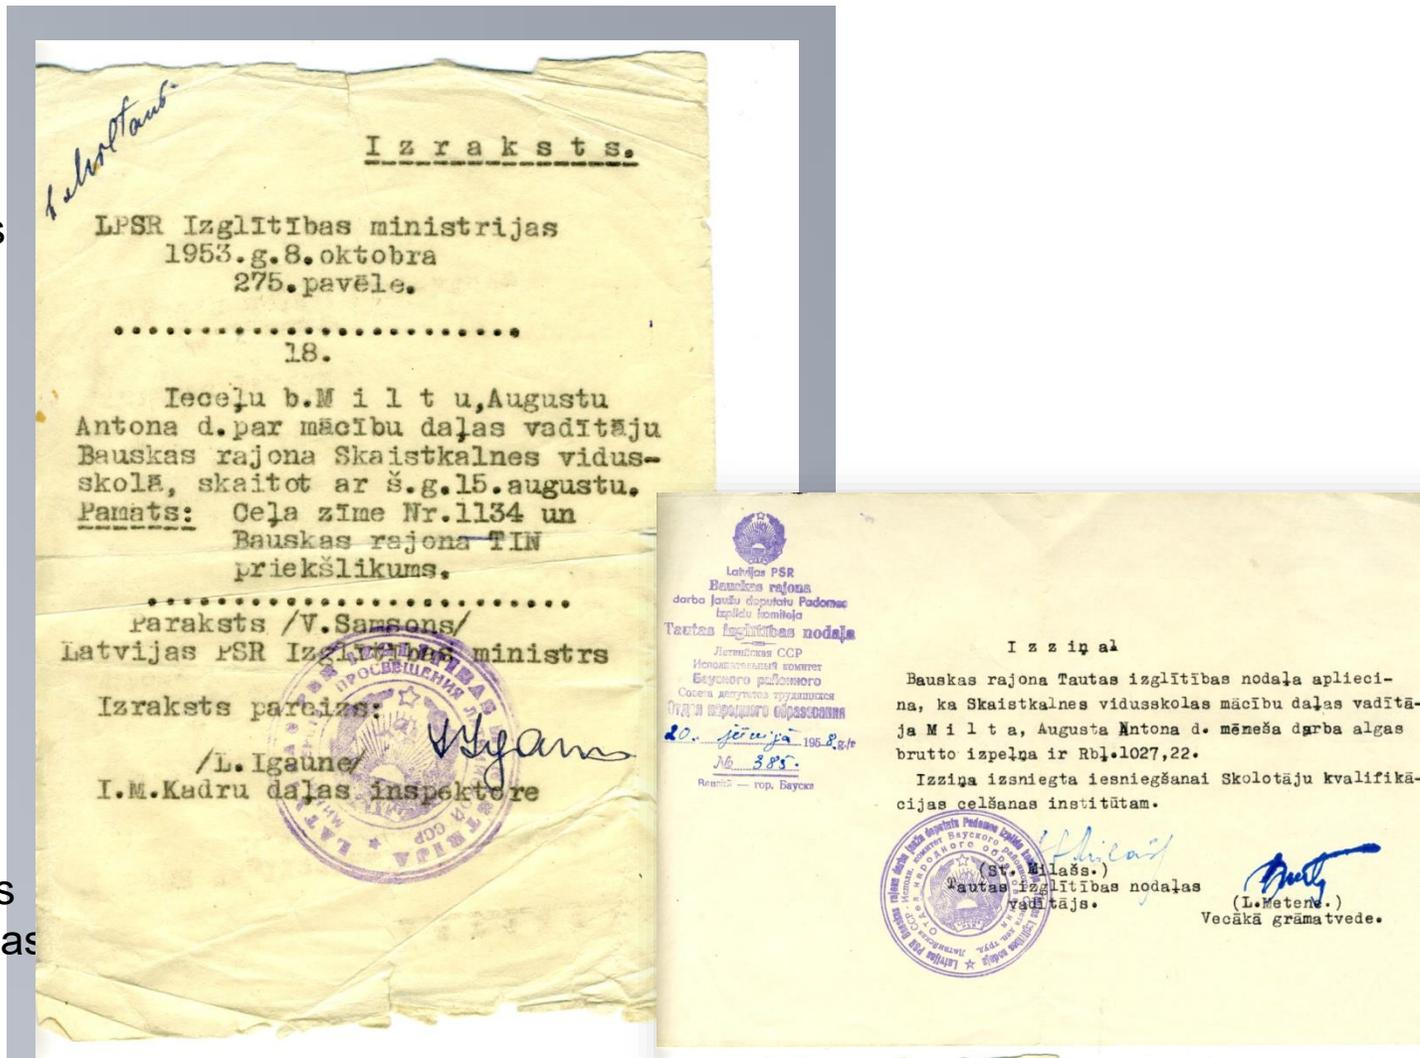 I z r a k s t s.
LPSR Izglītības ministrijas
1953.g.8.oktobra
275.pavēle.
18.
Ieceļu b.M i l t u,Augustu
Antona d.par mācību daļas vadītāju
Bauskas rajona Skaistkalnes vidus-
skolā, skaitot ar š.g.15.augustu.
Pamats: Ceļa zīme Nr.1134 un
Bauskas rajona TIN
priekšlikums.
Paraksts /V.Samsons/
Latvijas PSR Izglītības ministrs
Izraksts pareizs:
/L.Igaune/
I.M.Kadru daļas inspektore
ПРОСВЕЩЕНИЯ
s
s
as
Latvijas PSR
Bauskas rajona
darba ļaužu deputatu Padomes
Izpildu komiteja
Tautas izglītības nodaļa
Латвийская ССР
Исполнительный комитет
Бауского районного
Совета депутатов трудящихся
Отдел народного образования
20. jūnijā 1958.g./г
№ 385.
Bauskā — гор. Бауска
I z z i ņ a!
Bauskas rajona Tautas izglītības nodaļa aplieci-
na, ka Skaistkalnes vidusskolas mācību daļas vadītā-
ja M i l t a, Augusta Antona d. mēneša darba algas
brutto izpeļņa ir Rbļ.1027,22.
Izziņa izsniegta iesniegšanai Skolotāju kvalifikā-
cijas celšanas institūtam.
(St. Milašs.)
Tautas izglītības nodaļas
vadītājs.
(L.Metene.)
Vecākā grāmatvede.